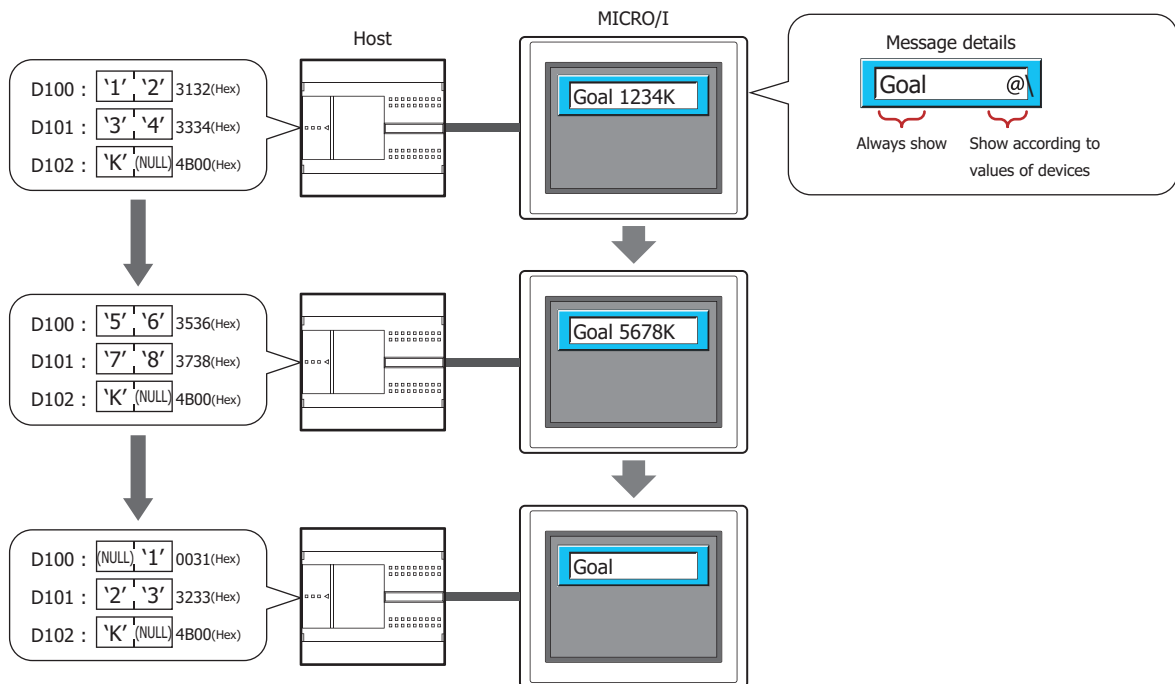 Host
MICRO/I
Message details
Goal @\
Always show
Show according to
values of devices
D100 : ‘1’ ‘2’ 3132(Hex)
D101 : ‘3’ ‘4’ 3334(Hex)
D102 : ‘K’ (NULL) 4B00(Hex)
Goal 1234K
D100 : ‘5’ ‘6’ 3536(Hex)
D101 : ‘7’ ‘8’ 3738(Hex)
D102 : ‘K’ (NULL) 4B00(Hex)
Goal 5678K
D100 : (NULL) ‘1’ 0031(Hex)
D101 : ‘2’ ‘3’ 3233(Hex)
D102 : ‘K’ (NULL) 4B00(Hex)
Goal